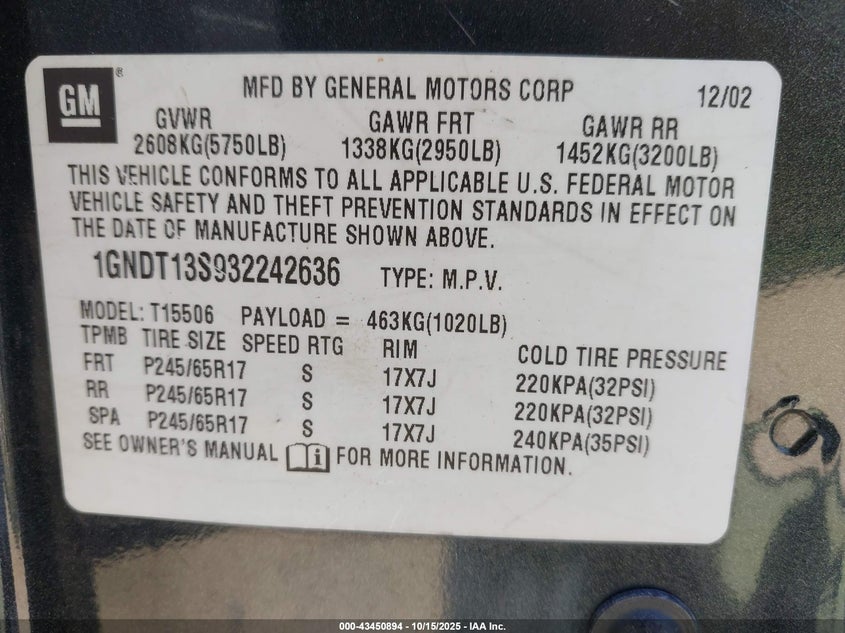 GM ®
MFD BY GENERAL MOTORS CORP 12/02
GVWR GAWR FRT GAWR RR
2608KG(5750LB) 1338KG(2950LB) 1452KG(3200LB)
THIS VEHICLE CONFORMS TO ALL APPLICABLE U.S. FEDERAL MOTOR
VEHICLE SAFETY AND THEFT PREVENTION STANDARDS IN EFFECT ON
THE DATE OF MANUFACTURE SHOWN ABOVE.
1GNDT13S932242636 TYPE: M.P.V.
MODEL: T15506 PAYLOAD = 463KG(1020LB)
TPMB TIRE SIZE SPEED RTG RIM COLD TIRE PRESSURE
FRT P245/65R17 S 17X7J 220KPA(32PSI)
RR P245/65R17 S 17X7J 220KPA(32PSI)
SPA P245/65R17 S 17X7J 240KPA(35PSI)
SEE OWNER'S MANUAL i FOR MORE INFORMATION.
000-43450894 - 10/15/2025 - IAA Inc.